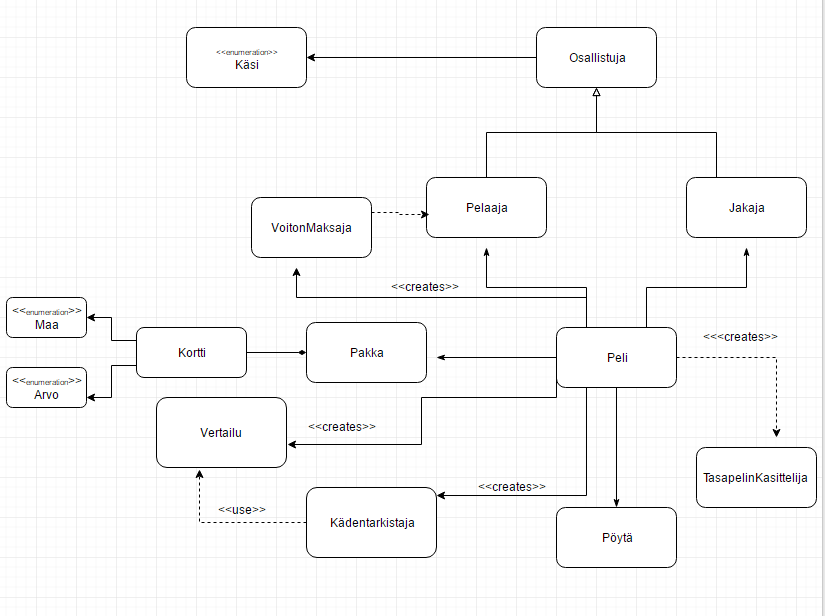 <<enumeration>>
Käsi
Osallistuja
Pelaaja
Jakaja
VoitonMaksaja
<<creates>>
<<enumeration>>
Maa
<<<creates>>
Kortti
Pakka
Peli
<<enumeration>>
Arvo
<<creates>>
Vertailu
TasapelinKasittelija
<<creates>>
<<use>>
Kädentarkistaja
Pöytä